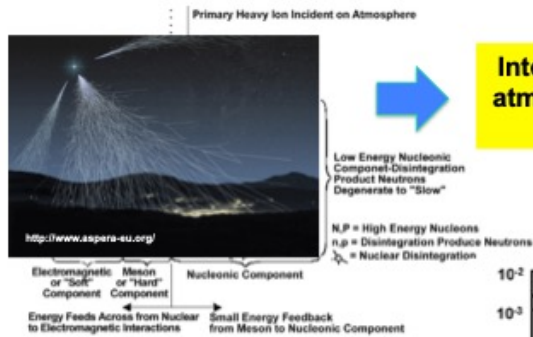 Primary Heavy Ion Incident on Atmosphere
Inte
atm
Low Energy Nucleonic
Componet-Disintegration
Product Neutrons
Degenerate to "Slow"
http://www.aspera-eu.org/
N,P = High Energy Nucleons
n,p = Disintegration Produce Neutrons
= Nuclear Disintegration
Electromagnetic
or "Soft"
Component
Meson
or "Hard"
Component
Nucleonic Component
Energy Feeds Across from Nuclear
to Electromagnetic Interactions
Small Energy Feedback
from Meson to Nucleonic Component
10-2
10-3